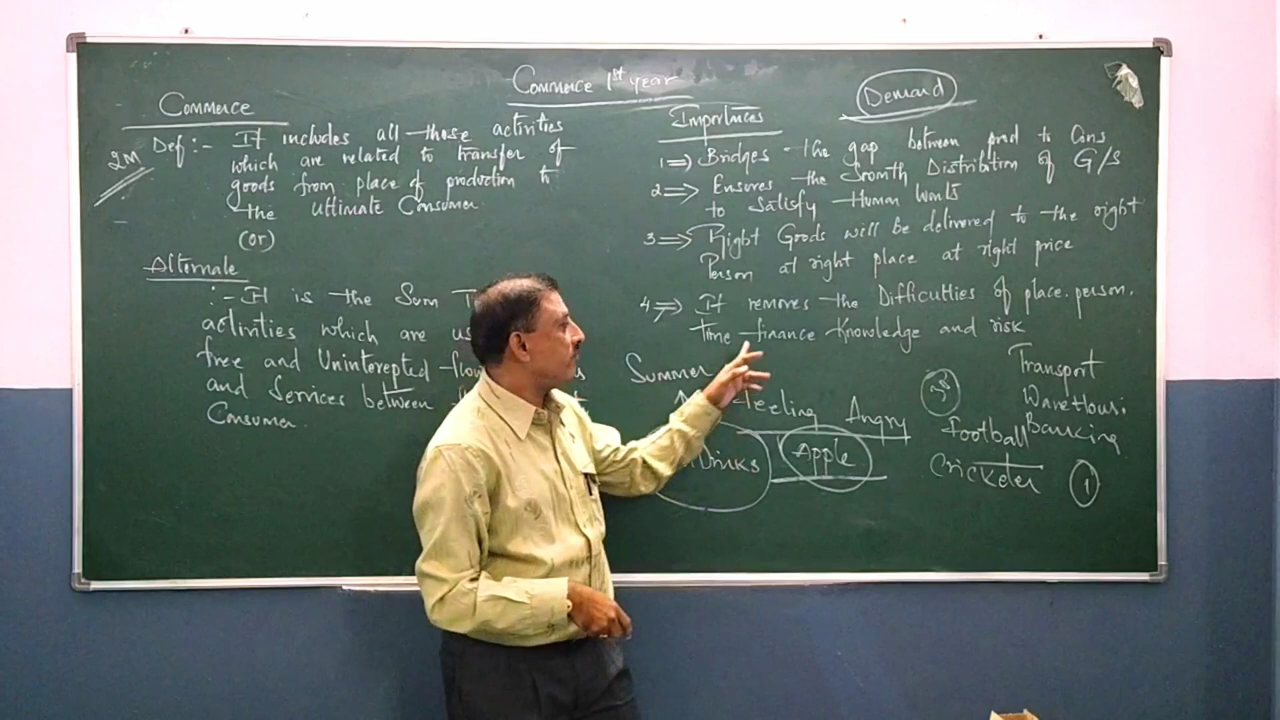 Commerce 1st year
Commerce
2M
Def :- It includes all those activities
which are related to transfer of
goods from place of production to
the ultimate Consumer
(or)
Alternate
:- It is the Sum
activities which are
free and Uninterepted flow
and Services between
Consumer.
Demand
Importnces
1 ⇒ Bridges the gap between prod to Cons
2 ⇒ Ensures the Smoth Distribution of G/s
to Satisfy Human Wants
3 ⇒ Right Goods will be delivered to the right
Person at right place at right price
4 ⇒ It removes the Difficulties of place. person.
Time finance Knowledge and risk
Summer
feeling Angry
Drinks
Apple
Transport
Banking
Football
Crickter
1